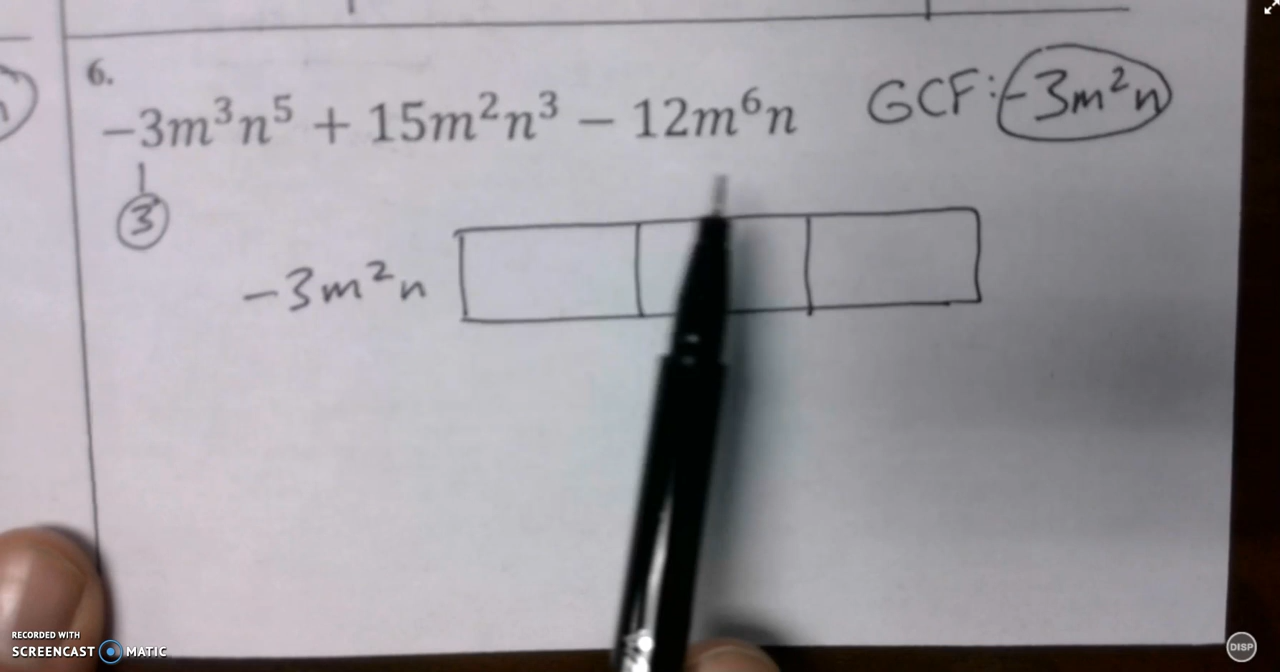 6.
−3m³n⁵ + 15m²n³ − 12m⁶n
GCF: −3m²n
3
−3m²n
RECORDED WITH
SCREENCAST MATIC
DISP